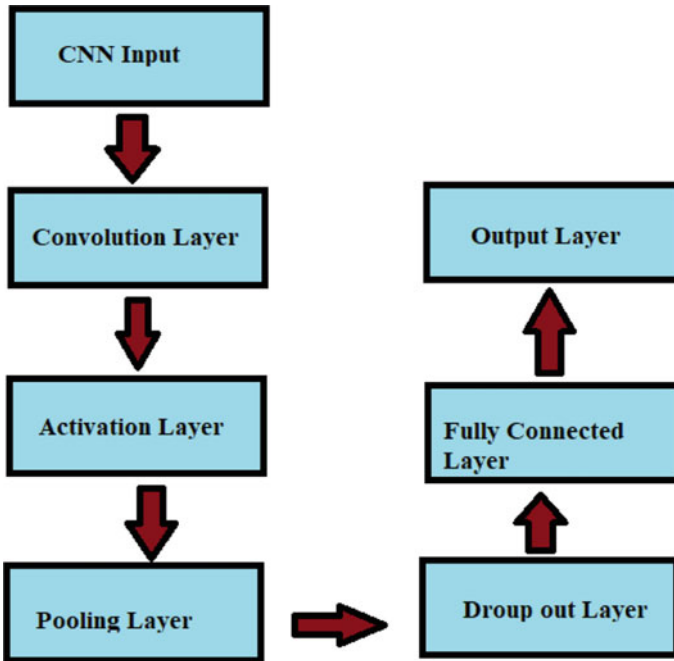 CNN Input
Convolution Layer
Activation Layer
Pooling Layer
Droup out Layer
Fully Connected
Layer
Output Layer